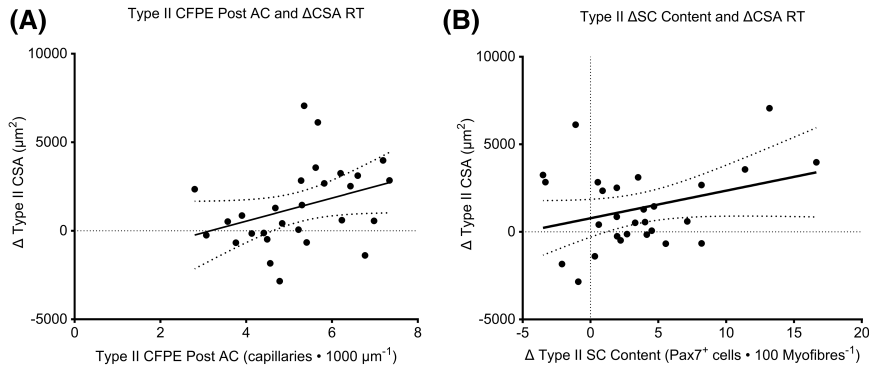 (A)
Type II CFPE Post AC and ΔCSA RT
10000
5000
0
-5000
Δ Type II CSA (µm²)
0 2 4 6 8
Type II CFPE Post AC (capillaries • 1000 µm⁻¹)
(B)
Type II ΔSC Content and ΔCSA RT
10000
5000
0
-5000
Δ Type II CSA (µm²)
-5 0 5 10 15 20
Δ Type II SC Content (Pax7⁺ cells • 100 Myofibres⁻¹)